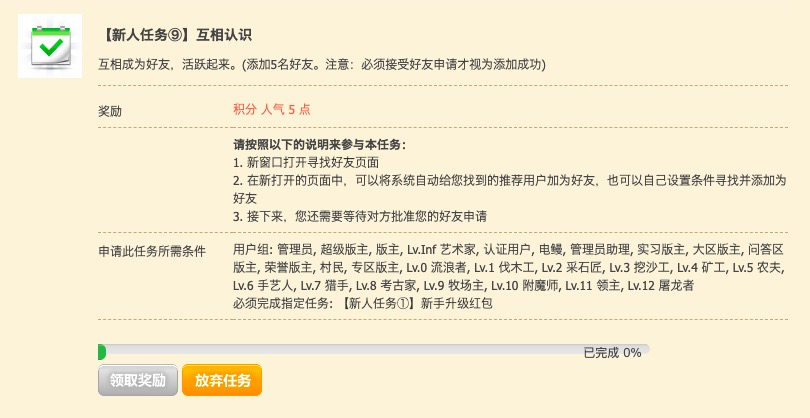 【新人任务⑨】互相认识
互相成为好友，活跃起来。(添加5名好友。注意：必须接受好友申请才视为添加成功)
奖励
积分 人气 5 点
请按照以下的说明来参与本任务：
1. 新窗口打开寻找好友页面
2. 在新打开的页面中，可以将系统自动给您找到的推荐用户加为好友，也可以自己设置条件寻找并添加为
好友
3. 接下来，您还需要等待对方批准您的好友申请
申请此任务所需条件
用户组: 管理员, 超级版主, 版主, Lv.Inf 艺术家, 认证用户, 电鳗, 管理员助理, 实习版主, 大区版主, 问答区
版主, 荣誉版主, 村民, 专区版主, Lv.0 流浪者, Lv.1 伐木工, Lv.2 采石匠, Lv.3 挖沙工, Lv.4 矿工, Lv.5 农夫,
Lv.6 手艺人, Lv.7 猎手, Lv.8 考古家, Lv.9 牧场主, Lv.10 附魔师, Lv.11 领主, Lv.12 屠龙者
必须完成指定任务: 【新人任务①】新手升级红包
已完成 0%
领取奖励
放弃任务